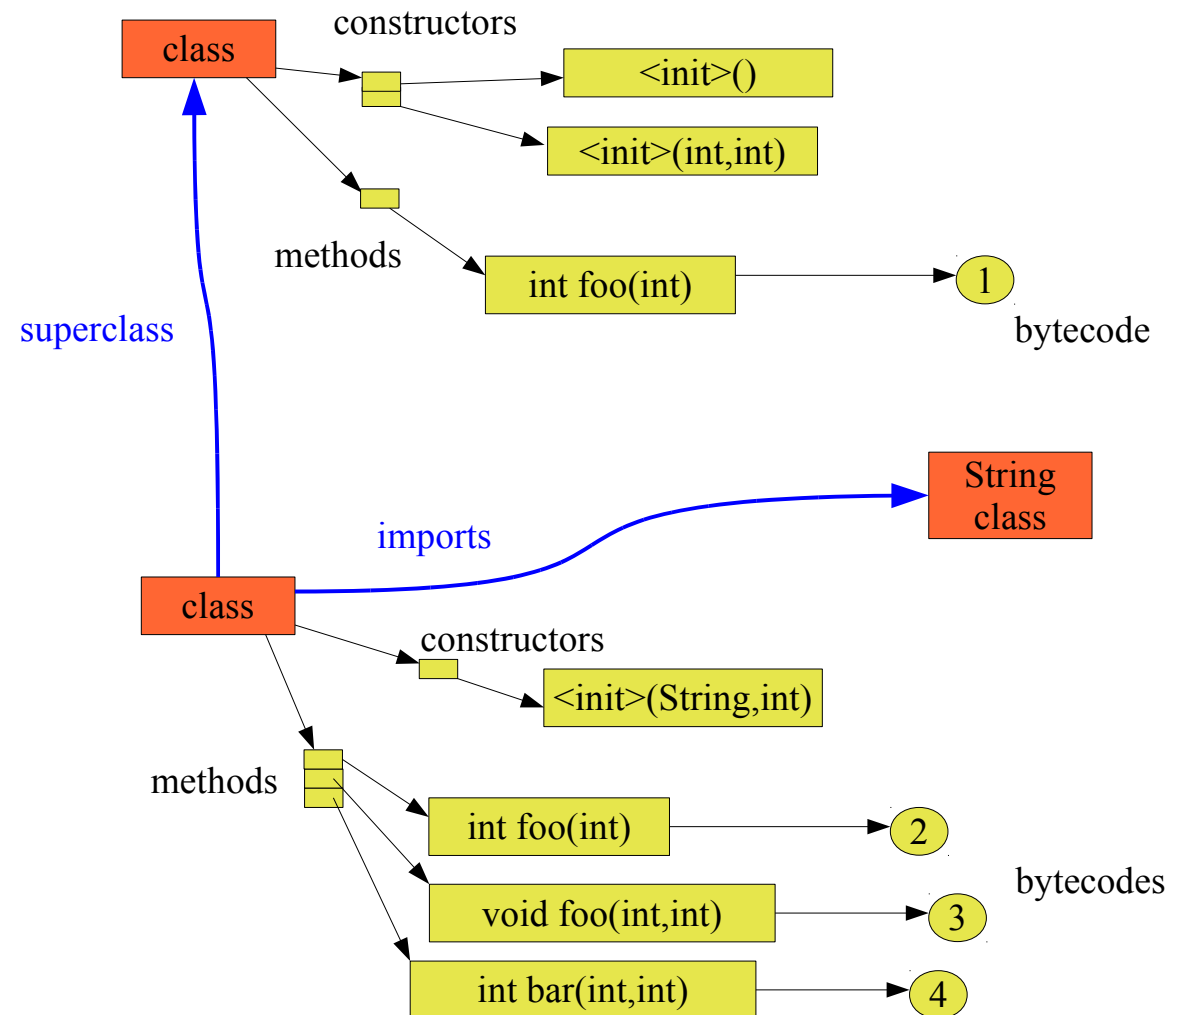 constructors
class
<init>()
<init>(int,int)
methods
int foo(int)
1
bytecode
superclass
String
class
imports
class
constructors
<init>(String,int)
methods
int foo(int)
2
bytecodes
void foo(int,int)
3
int bar(int,int)
4